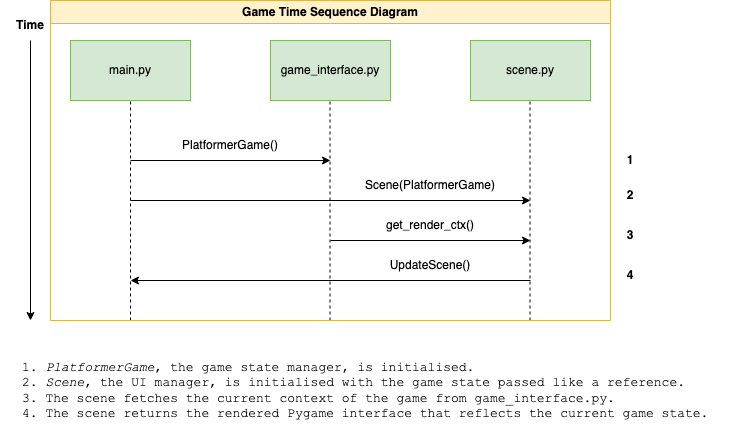 Game Time Sequence Diagram
Time
main.py
game_interface.py
scene.py
PlatformerGame()
1
Scene(PlatformerGame)
2
get_render_ctx()
3
UpdateScene()
4
1. PlatformerGame, the game state manager, is initialised.
2. Scene, the UI manager, is initialised with the game state passed like a reference.
3. The scene fetches the current context of the game from game_interface.py.
4. The scene returns the rendered Pygame interface that reflects the current game state.